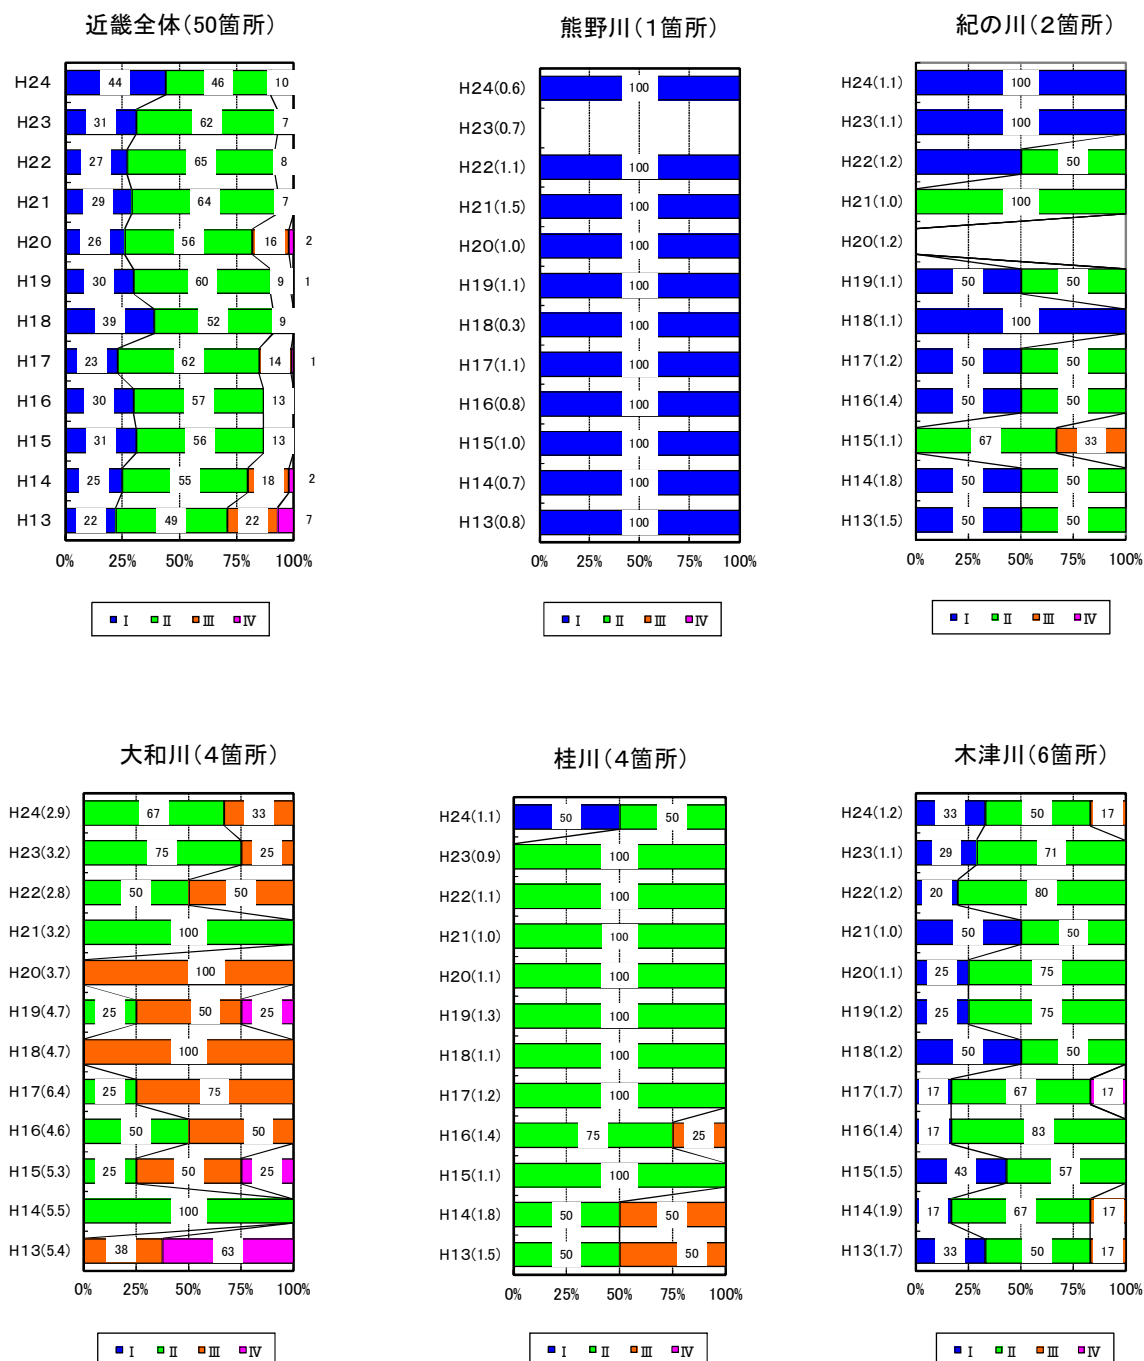 近畿全体(50箇所)
H24 44 46 10
H23 31 62 7
H22 27 65 8
H21 29 64 7
H20 26 56 16 2
H19 30 60 9 1
H18 39 52 9
H17 23 62 14 1
H16 30 57 13
H15 31 56 13
H14 25 55 18 2
H13 22 49 22 7
0% 25% 50% 75% 100%
Ⅰ Ⅱ Ⅲ Ⅳ
熊野川(1箇所)
H24(0.6) 100
H23(0.7)
H22(1.1) 100
H21(1.5) 100
H20(1.0) 100
H19(1.1) 100
H18(0.3) 100
H17(1.1) 100
H16(0.8) 100
H15(1.0) 100
H14(0.7) 100
H13(0.8) 100
0% 25% 50% 75% 100%
Ⅰ Ⅱ Ⅲ Ⅳ
紀の川(2箇所)
H24(1.1) 100
H23(1.1) 100
H22(1.2) 50
H21(1.0) 100
H20(1.2)
H19(1.1) 50 50
H18(1.1) 100
H17(1.2) 50 50
H16(1.4) 50 50
H15(1.1) 67 33
H14(1.8) 50 50
H13(1.5) 50 50
0% 25% 50% 75% 100%
Ⅰ Ⅱ Ⅲ Ⅳ
大和川(4箇所)
H24(2.9) 67 33
H23(3.2) 75 25
H22(2.8) 50 50
H21(3.2) 100
H20(3.7) 100
H19(4.7) 25 50 25
H18(4.7) 100
H17(6.4) 25 75
H16(4.6) 50 50
H15(5.3) 25 50 25
H14(5.5) 100
H13(5.4) 38 63
0% 25% 50% 75% 100%
Ⅰ Ⅱ Ⅲ Ⅳ
桂川(4箇所)
H24(1.1) 50 50
H23(0.9) 100
H22(1.1) 100
H21(1.0) 100
H20(1.1) 100
H19(1.3) 100
H18(1.1) 100
H17(1.2) 100
H16(1.4) 75 25
H15(1.1) 100
H14(1.8) 50 50
H13(1.5) 50 50
0% 25% 50% 75% 100%
Ⅰ Ⅱ Ⅲ Ⅳ
木津川(6箇所)
H24(1.2) 33 50 17
H23(1.1) 29 71
H22(1.2) 20 80
H21(1.0) 50 50
H20(1.1) 25 75
H19(1.2) 25 75
H18(1.2) 50 50
H17(1.7) 17 67 17
H16(1.4) 17 83
H15(1.5) 43 57
H14(1.9) 17 67 17
H13(1.7) 33 50 17
0% 25% 50% 75% 100%
Ⅰ Ⅱ Ⅲ Ⅳ